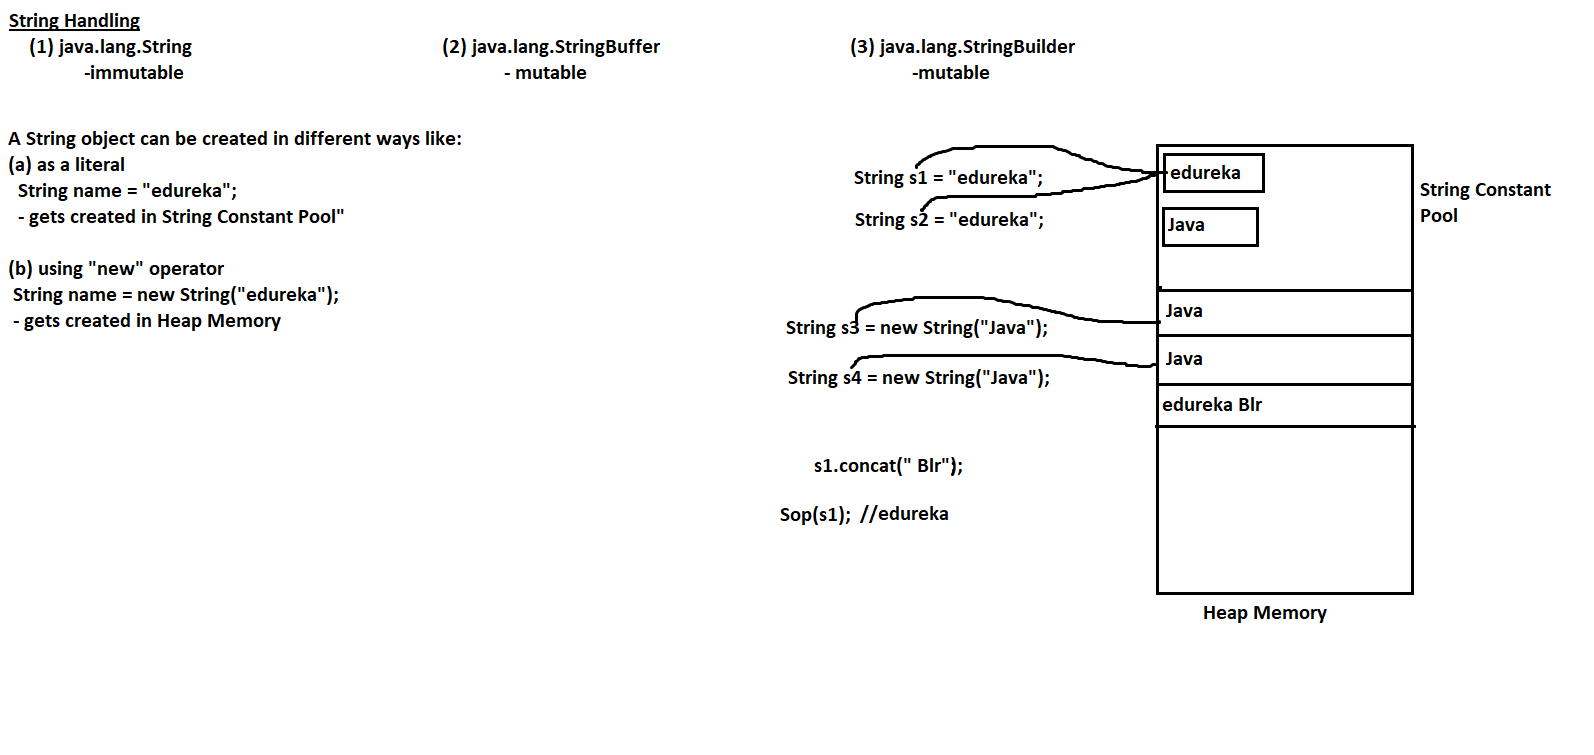 String Handling
(1) java.lang.String
-immutable
(2) java.lang.StringBuffer
- mutable
(3) java.lang.StringBuilder
-mutable
A String object can be created in different ways like:
(a) as a literal
String name = "edureka";
- gets created in String Constant Pool"
(b) using "new" operator
String name = new String("edureka");
- gets created in Heap Memory
String s1 = "edureka";
String s2 = "edureka";
String s3 = new String("Java");
String s4 = new String("Java");
s1.concat(" Blr");
Sop(s1); //edureka
edureka
Java
String Constant
Pool
Java
Java
edureka Blr
Heap Memory